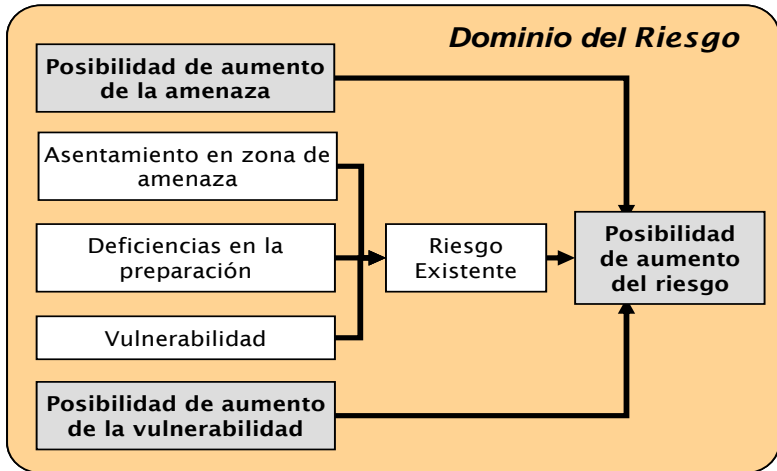 Dominio del Riesgo
Posibilidad de aumento
de la amenaza
Asentamiento en zona de
amenaza
Deficiencias en la
preparación
Vulnerabilidad
Posibilidad de aumento
de la vulnerabilidad
Riesgo
Existente
Posibilidad
de aumento
del riesgo